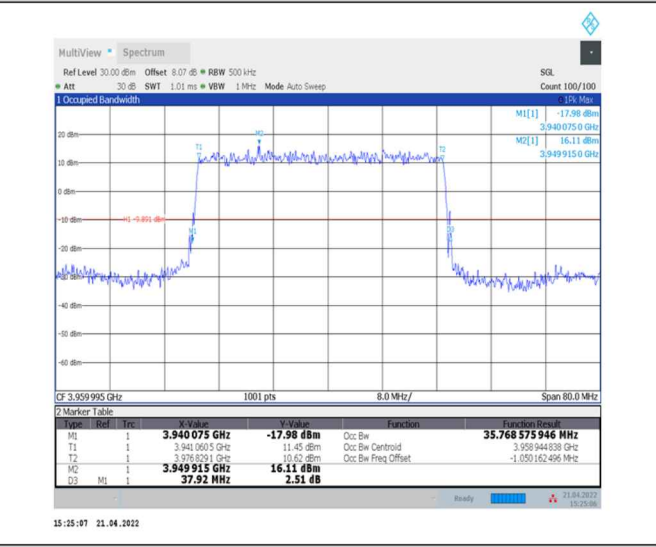 MultiView Spectrum
Ref Level 30.00 dBm Offset 8.07 dB RBW 500 kHz SGL
Att 30 dB SWT 1.01 ms VBW 1 MHz Mode Auto Sweep Count 100/100
1 Occupied Bandwidth 1Pk Max
M1[1] -17.98 dBm
3.940 075 0 GHz
M2[1] 16.11 dBm
3.949 915 0 GHz
20 dBm
M2
T1
T2
10 dBm
0 dBm
-10 dBm
H1 -9.891 dBm
M1
D3
-20 dBm
-30 dBm
-40 dBm
-50 dBm
-60 dBm
CF 3.959 995 GHz 1001 pts 8.0 MHz/ Span 80.0 MHz
2 Marker Table
Type Ref Trc X-Value Y-Value Function Function Result
M1 1 3.940 075 GHz -17.98 dBm Occ Bw 35.768 575 946 MHz
T1 1 3.941 060 5 GHz 11.45 dBm Occ Bw Centroid 3.958 944 838 GHz
T2 1 3.976 829 1 GHz 10.62 dBm Occ Bw Freq Offset -1.050 162 496 MHz
M2 1 3.949 915 GHz 16.11 dBm
D3 M1 1 37.92 MHz 2.51 dB
Ready 21.04.2022
15:25:06
15:25:07 21.04.2022